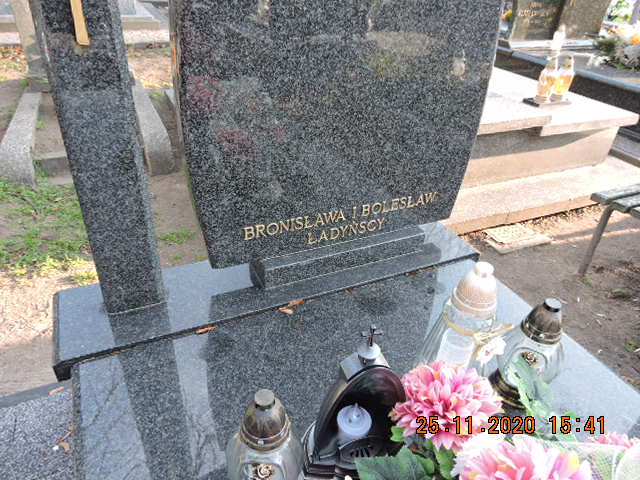 BRONISŁAWA I BOLESŁAW
ŁADYŃSCY
25.11.2020 15:41